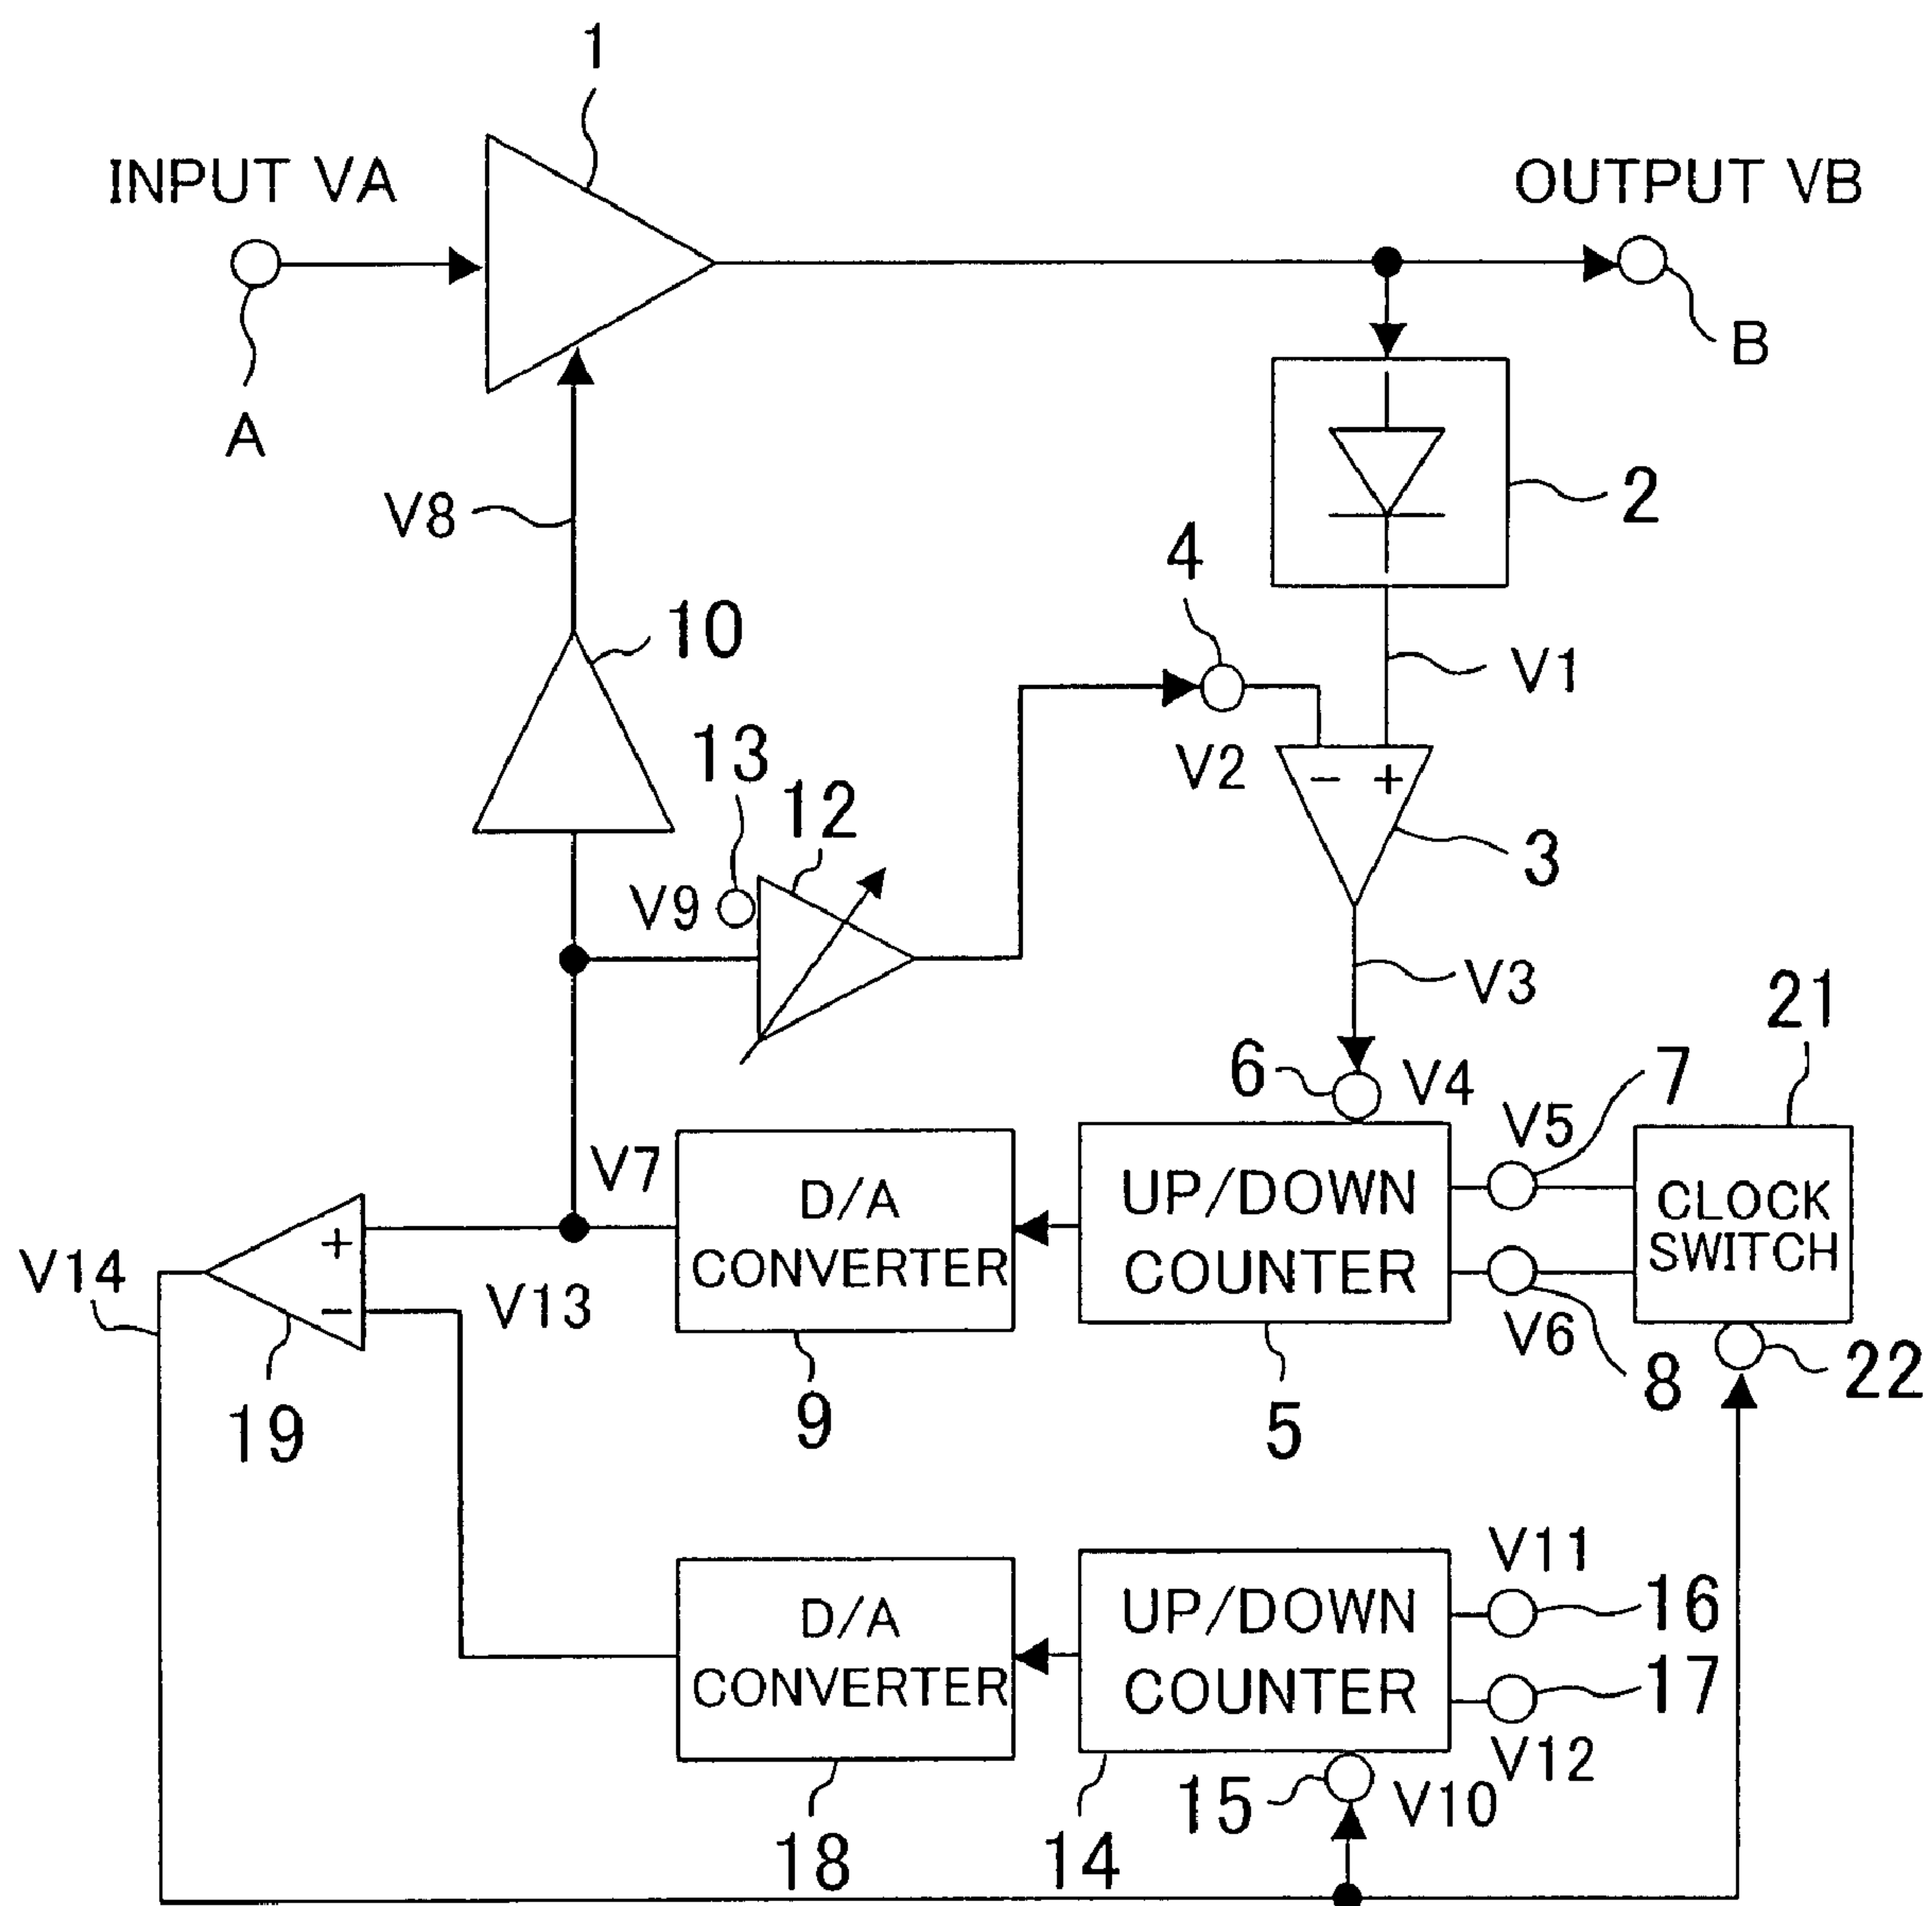 1
INPUT VA
OUTPUT VB
A
B
V8
2
4
10
V1
13
12
V2
- +
3
V9
V3
21
6
V4
7
V5
V7
D/A
CONVERTER
UP/DOWN
COUNTER
CLOCK
SWITCH
+
V14
-
V13
V6
8
22
19
9
5
V11
D/A
CONVERTER
UP/DOWN
COUNTER
16
17
V12
15
V10
18
14